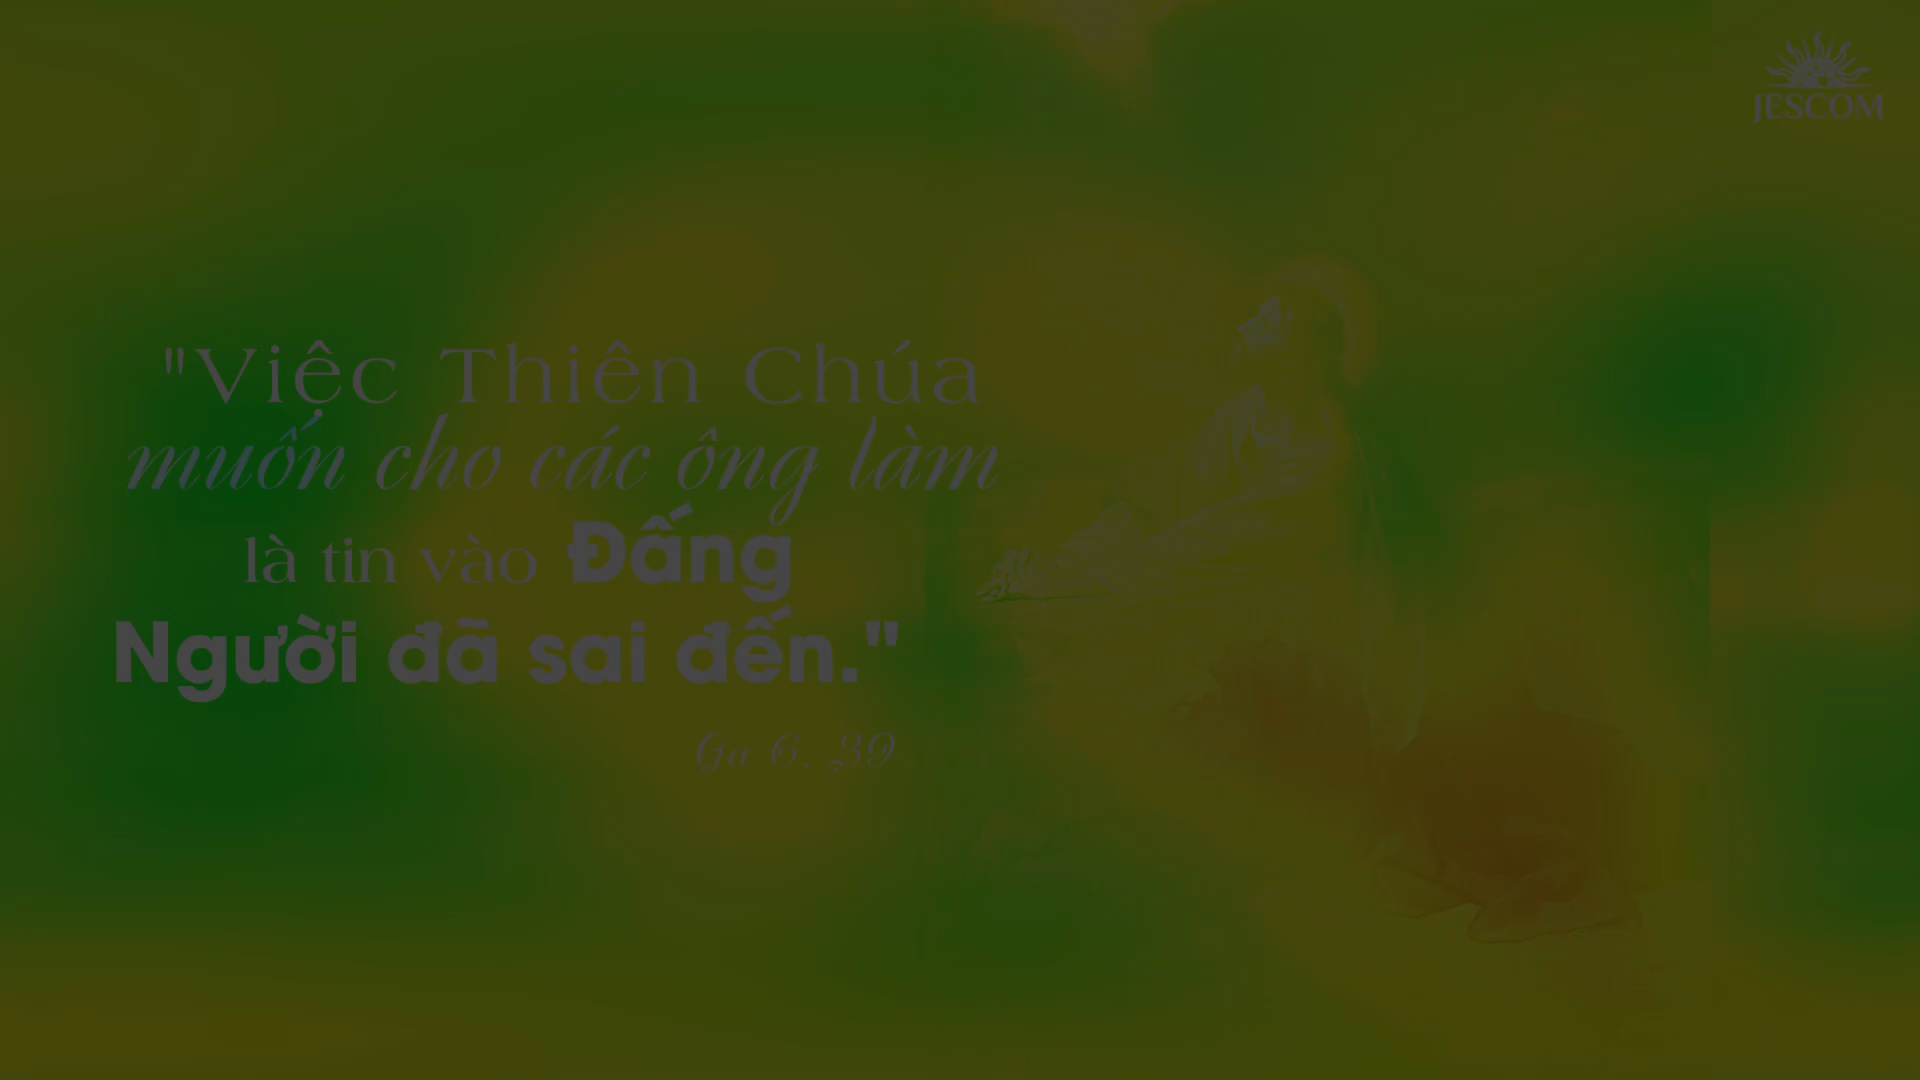 JESCOM
"Việc Thiên Chúa
muốn cho các ông làm
là tin vào Đấng
Người đã sai đến."
Ga 6, 39